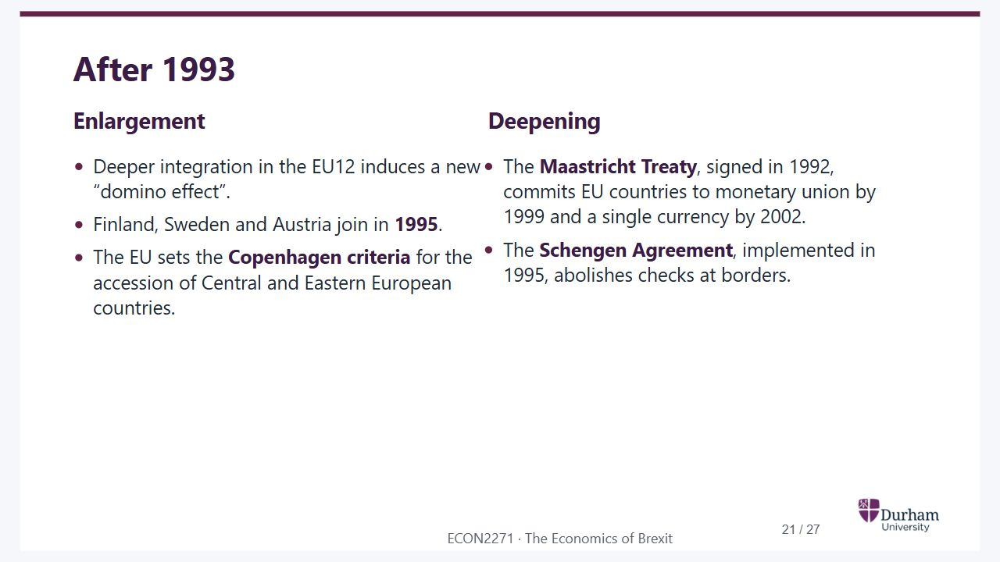 After 1993
Enlargement
• Deeper integration in the EU12 induces a new
“domino effect”.
• Finland, Sweden and Austria join in 1995.
• The EU sets the Copenhagen criteria for the
accession of Central and Eastern European
countries.
Deepening
• The Maastricht Treaty, signed in 1992,
commits EU countries to monetary union by
1999 and a single currency by 2002.
• The Schengen Agreement, implemented in
1995, abolishes checks at borders.
ECON2271 · The Economics of Brexit
21 / 27
Durham
University